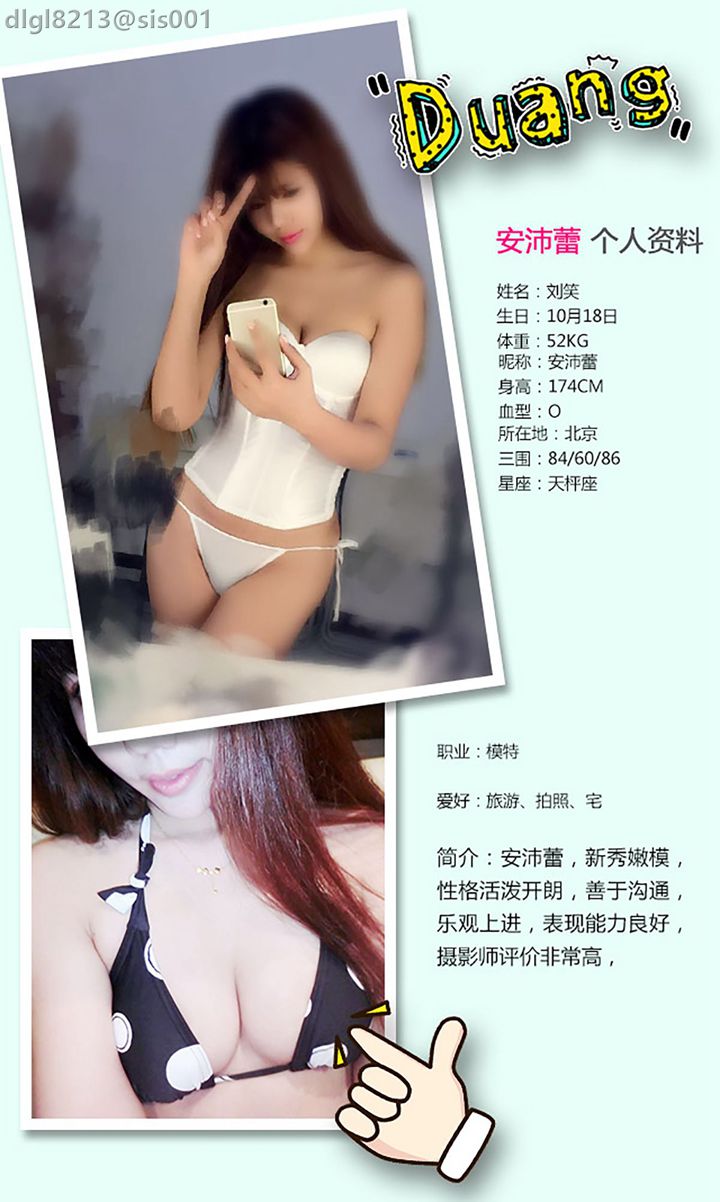 dlgl8213@sis001
"Duang"
安沛蕾 个人资料
姓名：刘笑
生日：10月18日
体重：52KG
昵称：安沛蕾
身高：174CM
血型：O
所在地：北京
三围：84/60/86
星座：天枰座
职业：模特
爱好：旅游、拍照、宅
简介：安沛蕾，新秀嫩模，
性格活泼开朗，善于沟通，
乐观上进，表现能力良好，
摄影师评价非常高，